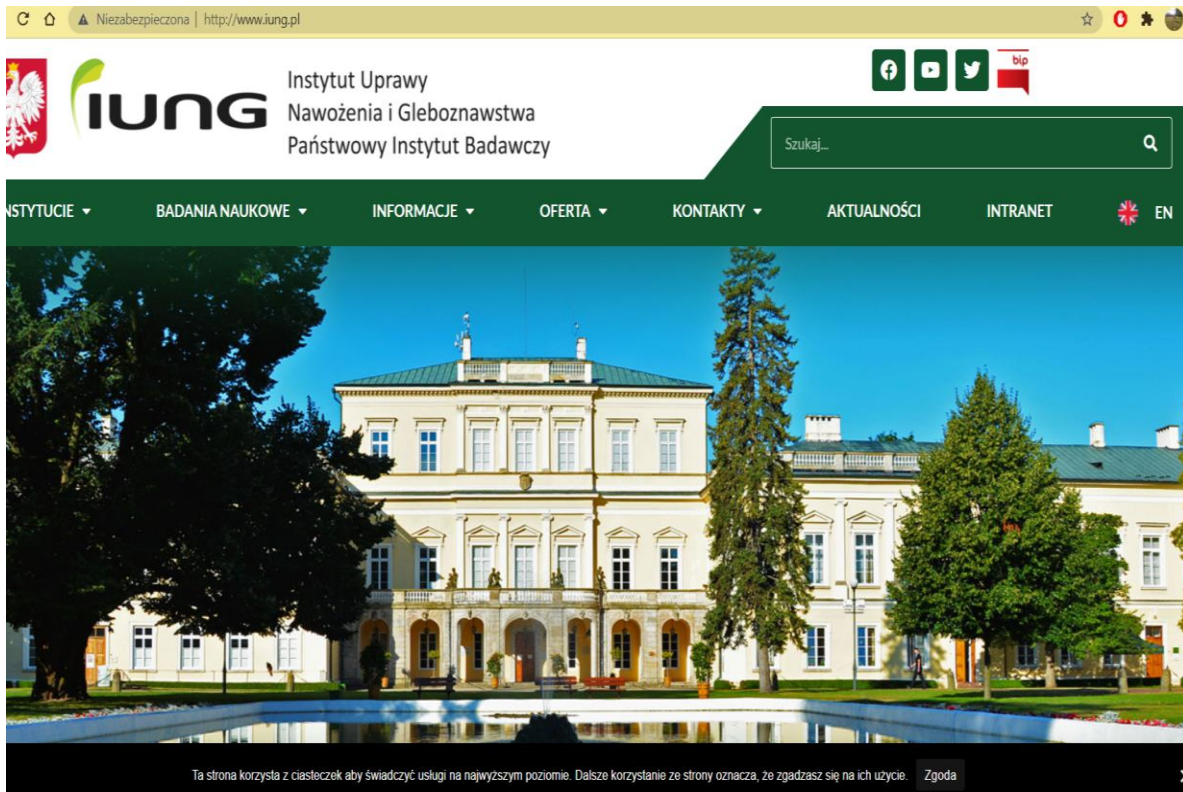 Niezabezpieczona | http://www.iung.pl
iung
Instytut Uprawy
Nawożenia i Gleboznawstwa
Państwowy Instytut Badawczy
bip
Szukaj...
NSTYTUCIE
BADANIA NAUKOWE
INFORMACJE
OFERTA
KONTAKTY
AKTUALNOŚCI
INTRANET
EN
Ta strona korzysta z ciasteczek aby świadczyć usługi na najwyższym poziomie. Dalsze korzystanie ze strony oznacza, że zgadzasz się na ich użycie. Zgoda